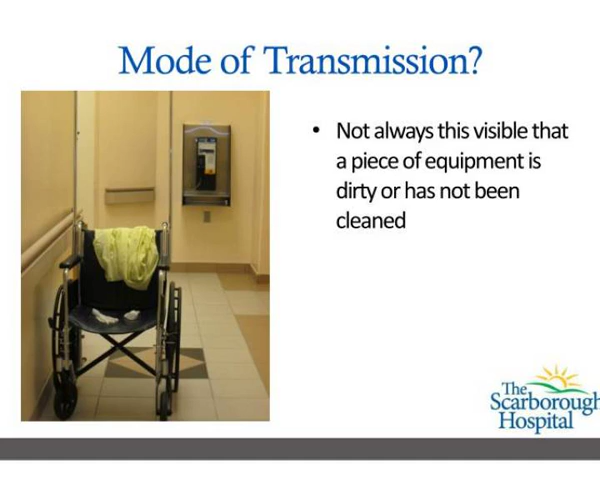 Mode of Transmission?
• Not always this visible that
a piece of equipment is
dirty or has not been
cleaned
The
Scarborough
Hospital